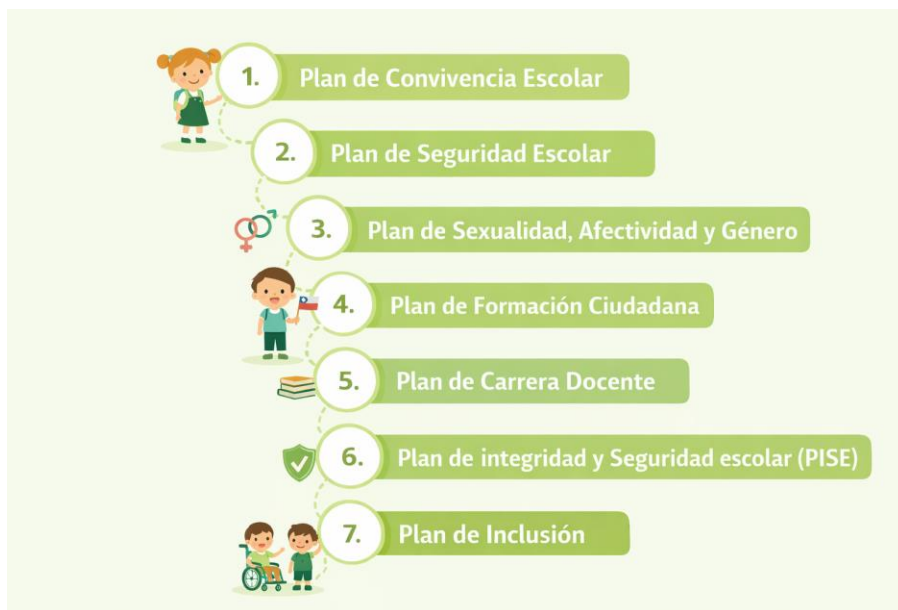 1. Plan de Convivencia Escolar
2. Plan de Seguridad Escolar
3. Plan de Sexualidad, Afectividad y Género
4. Plan de Formación Ciudadana
5. Plan de Carrera Docente
6. Plan de integridad y Seguridad escolar (PISE)
7. Plan de Inclusión